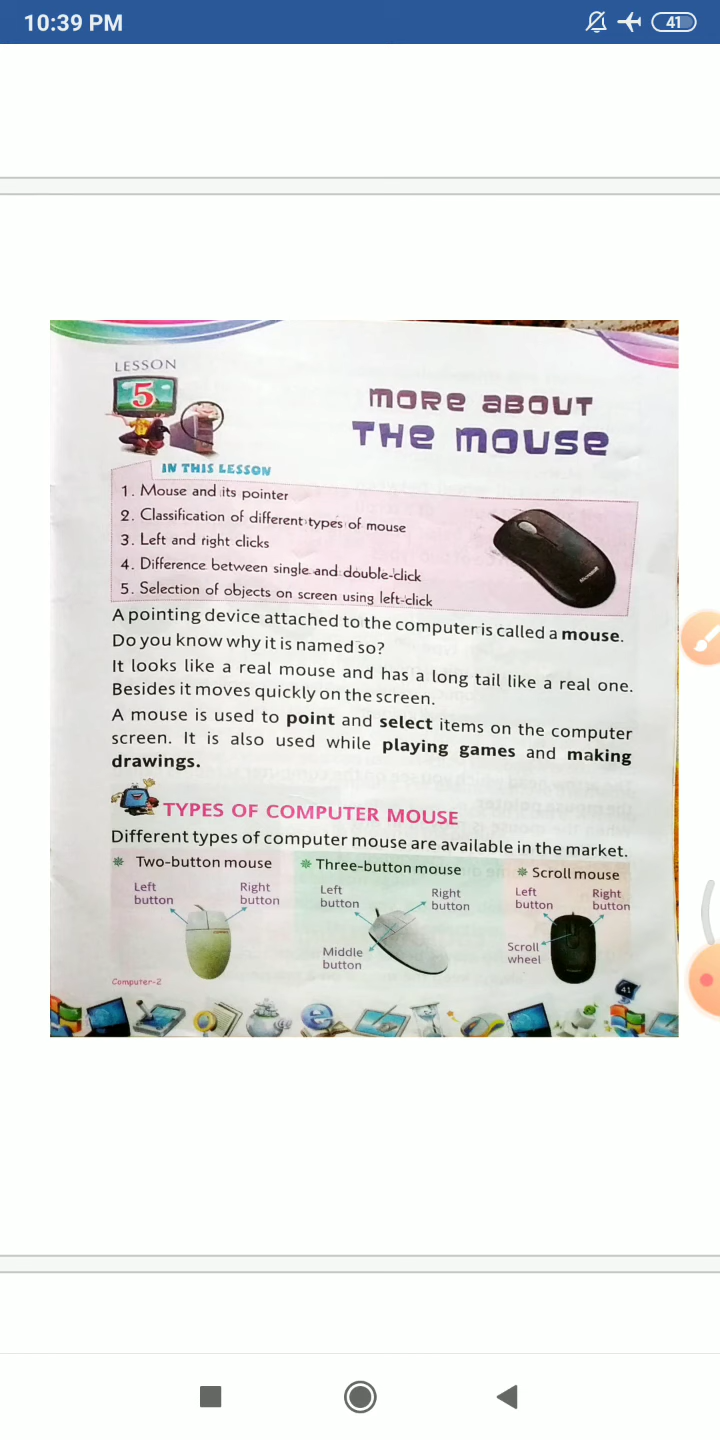 10:39 PM
41
LESSON
5
MORE ABOUT
THE MOUSE
IN THIS LESSON
1. Mouse and its pointer
2. Classification of different types of mouse
3. Left and right clicks
4. Difference between single and double-click
5. Selection of objects on screen using left-click
Microsoft
A pointing device attached to the computer is called a mouse.
Do you know why it is named so?
It looks like a real mouse and has a long tail like a real one.
Besides it moves quickly on the screen.
A mouse is used to point and select items on the computer
screen. It is also used while playing games and making
drawings.
TYPES OF COMPUTER MOUSE
Different types of computer mouse are available in the market.
Two-button mouse
Left
button
Right
button
Three-button mouse
Left
button
Right
button
Middle
button
Scroll mouse
Left
button
Right
button
Scroll
wheel
Computer-2
41